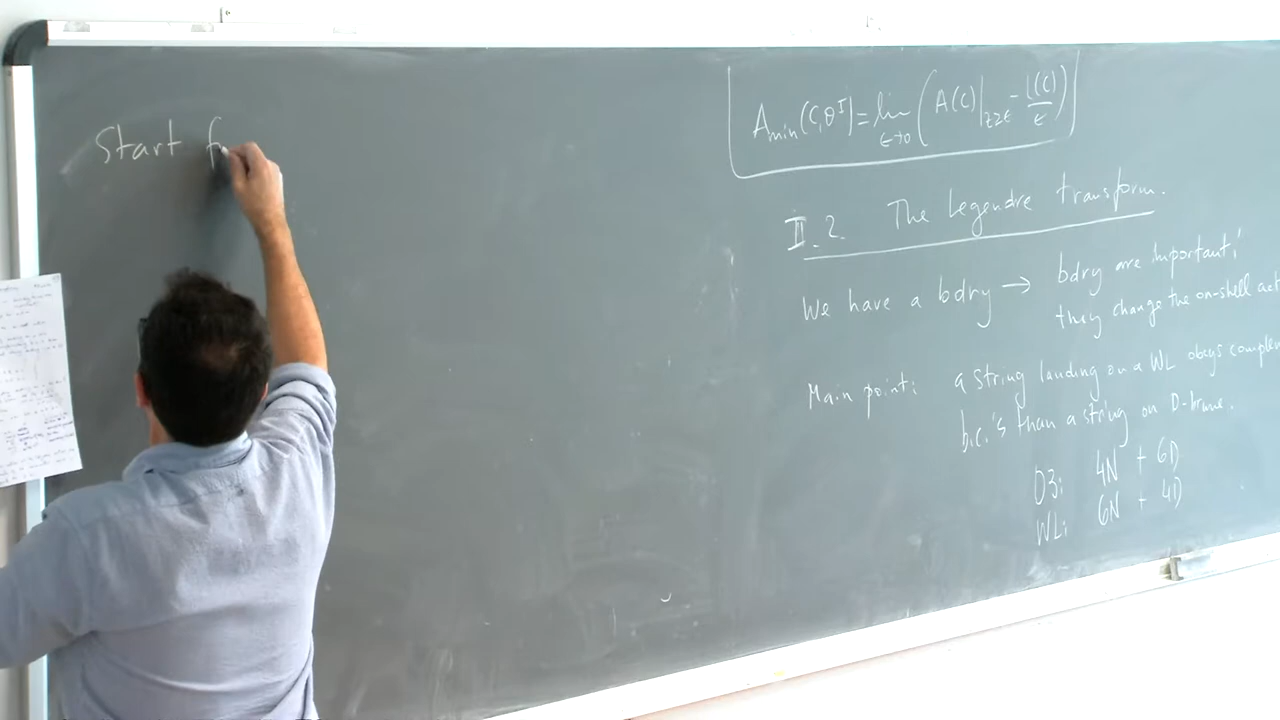 Start f
A_min(C, θ^I) = lim_{ε→0} ( A(C)|_{z≥ε} - L(C)/ε )
II.2 The Legendre transform.
We have a bdry → bdry are important;
they change the on-shell act
Main point: a string landing on a WL obeys complem
b.c.'s than a string on D-brane.
D3: 4N + 6D
WL: 6N + 4D